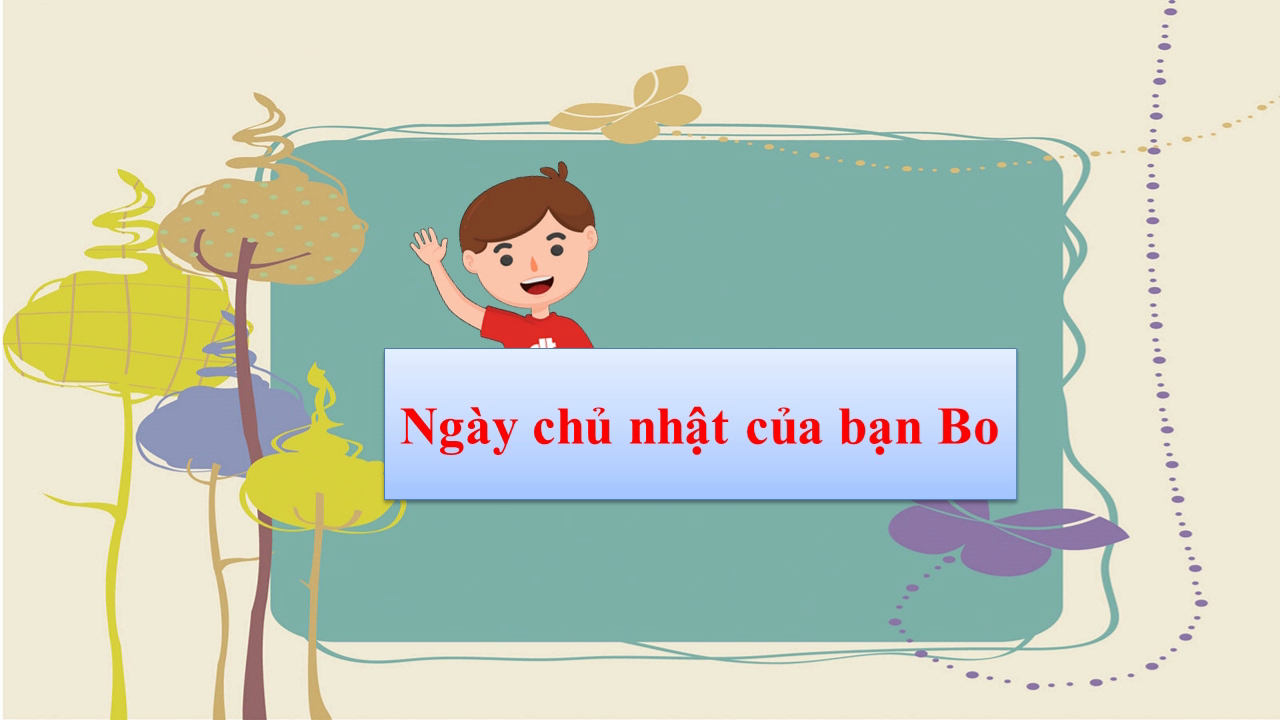 Ngày chủ nhật của bạn Bo